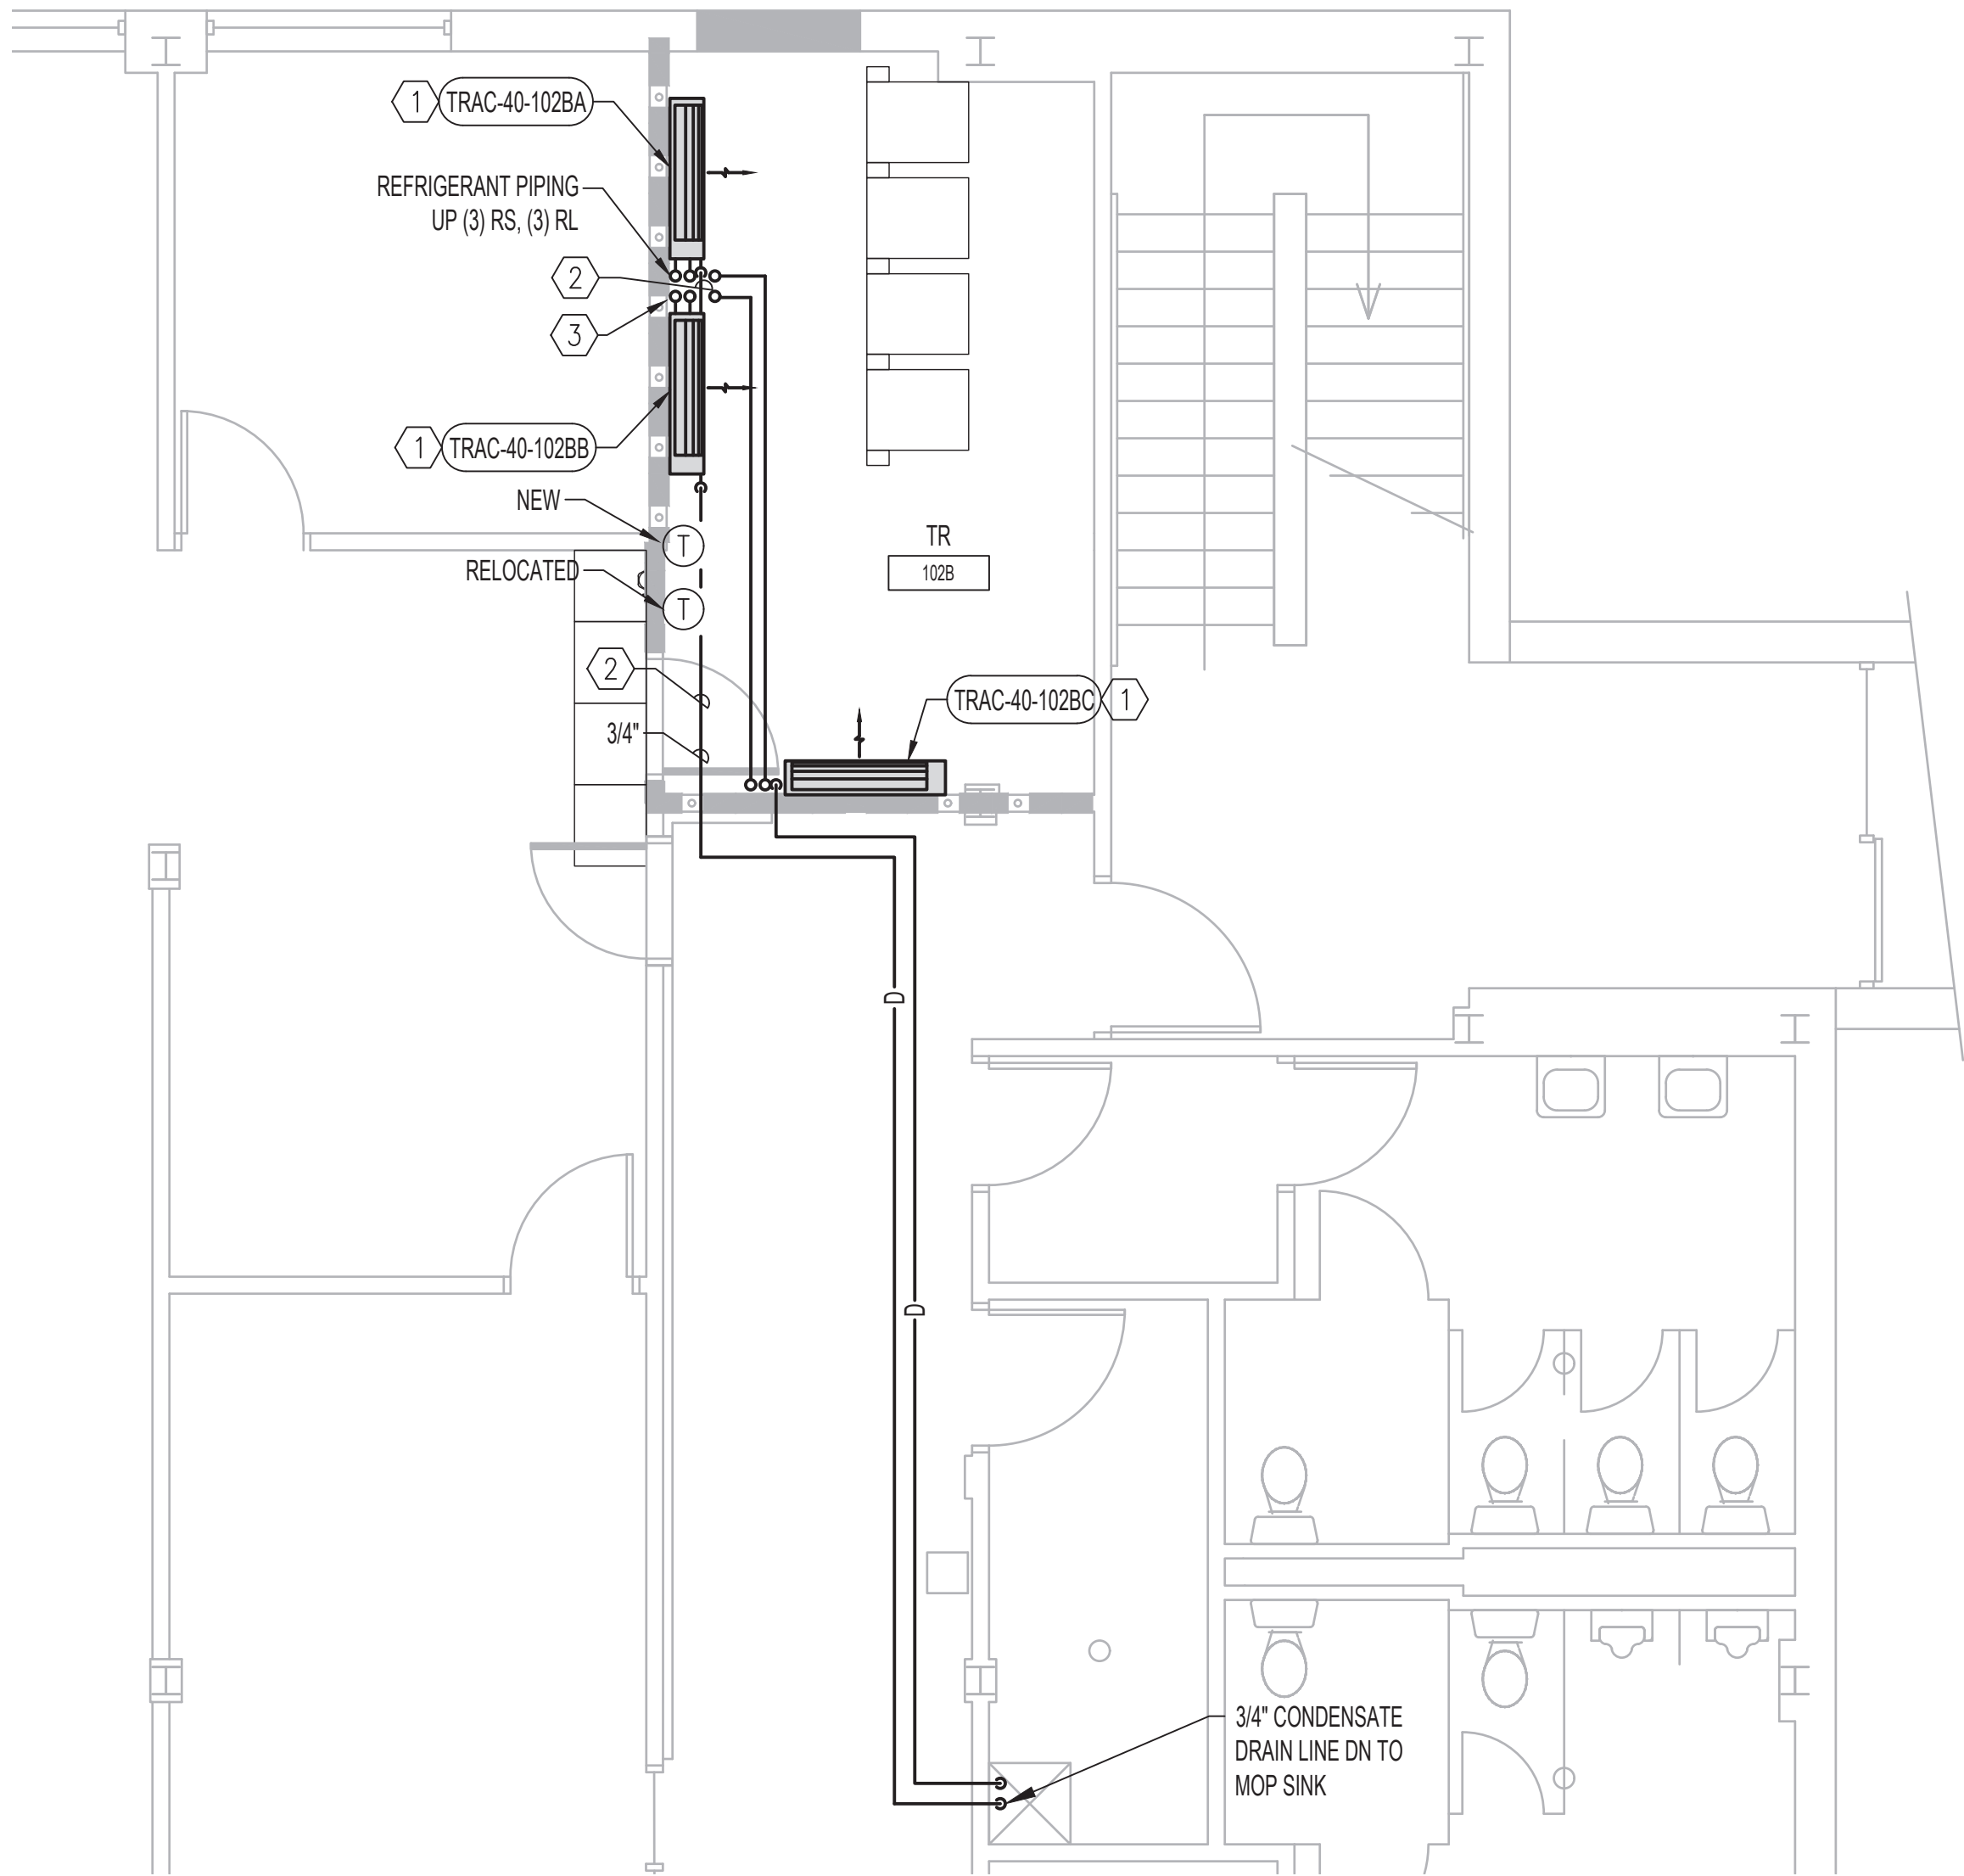 1
TRAC-40-102BA
REFRIGERANT PIPING
UP (3) RS, (3) RL
2
3
1
TRAC-40-102BB
NEW
T
TR
102B
RELOCATED
T
2
TRAC-40-102BC
1
3/4"
D
D
3/4" CONDENSATE
DRAIN LINE DN TO
MOP SINK